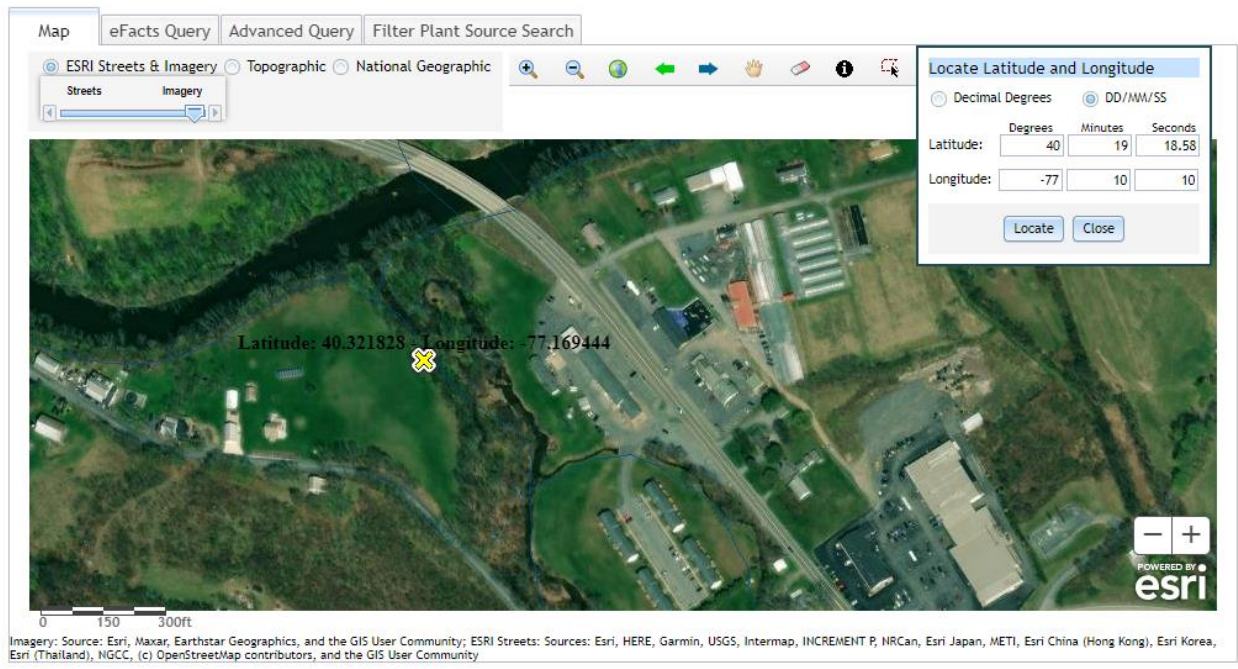 Map eFacts Query Advanced Query Filter Plant Source Search
ESRI Streets & Imagery Topographic National Geographic
Streets Imagery
Locate Latitude and Longitude
Decimal Degrees DD/MM/SS
Degrees Minutes Seconds
Latitude: 40 19 18.58
Longitude: -77 10 10
Locate Close
Latitude: 40.321828 - Longitude: -77.169444
POWERED BY
esri
0 150 300ft
Imagery: Source: Esri, Maxar, Earthstar Geographics, and the GIS User Community; ESRI Streets: Sources: Esri, HERE, Garmin, USGS, Intermap, INCREMENT P, NRCan, Esri Japan, METI, Esri China (Hong Kong), Esri Korea,
Esri (Thailand), NGCC, (c) OpenStreetMap contributors, and the GIS User Community